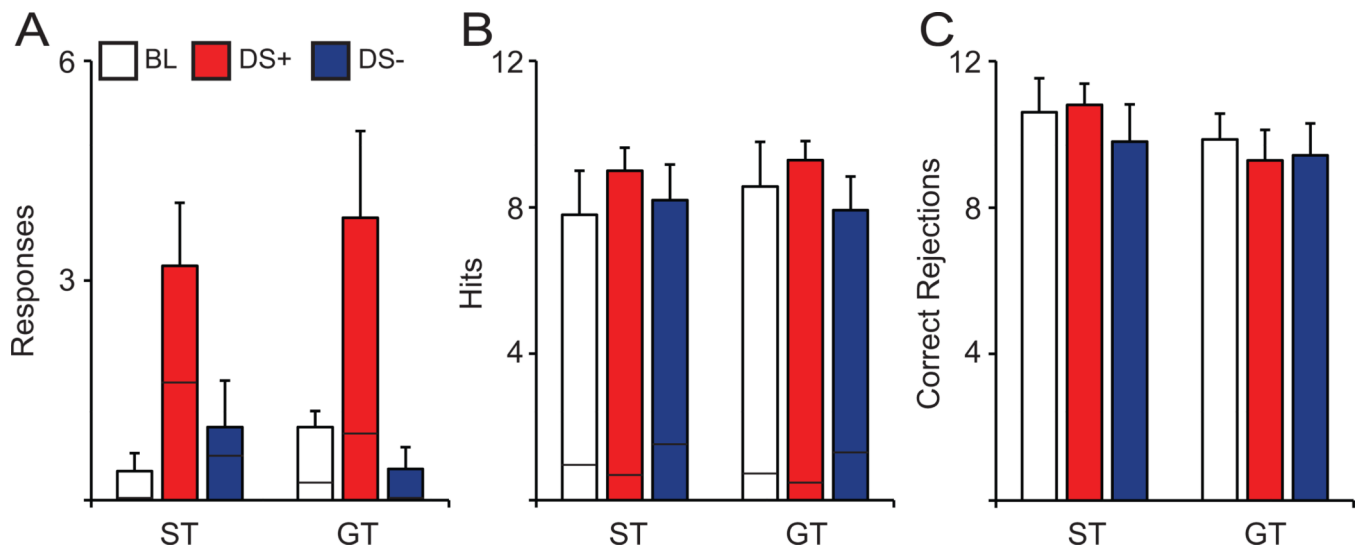 A
6
BL DS+ DS-
3
Responses
ST GT
B
12
8
4
Hits
ST GT
C
12
8
4
Correct Rejections
ST GT